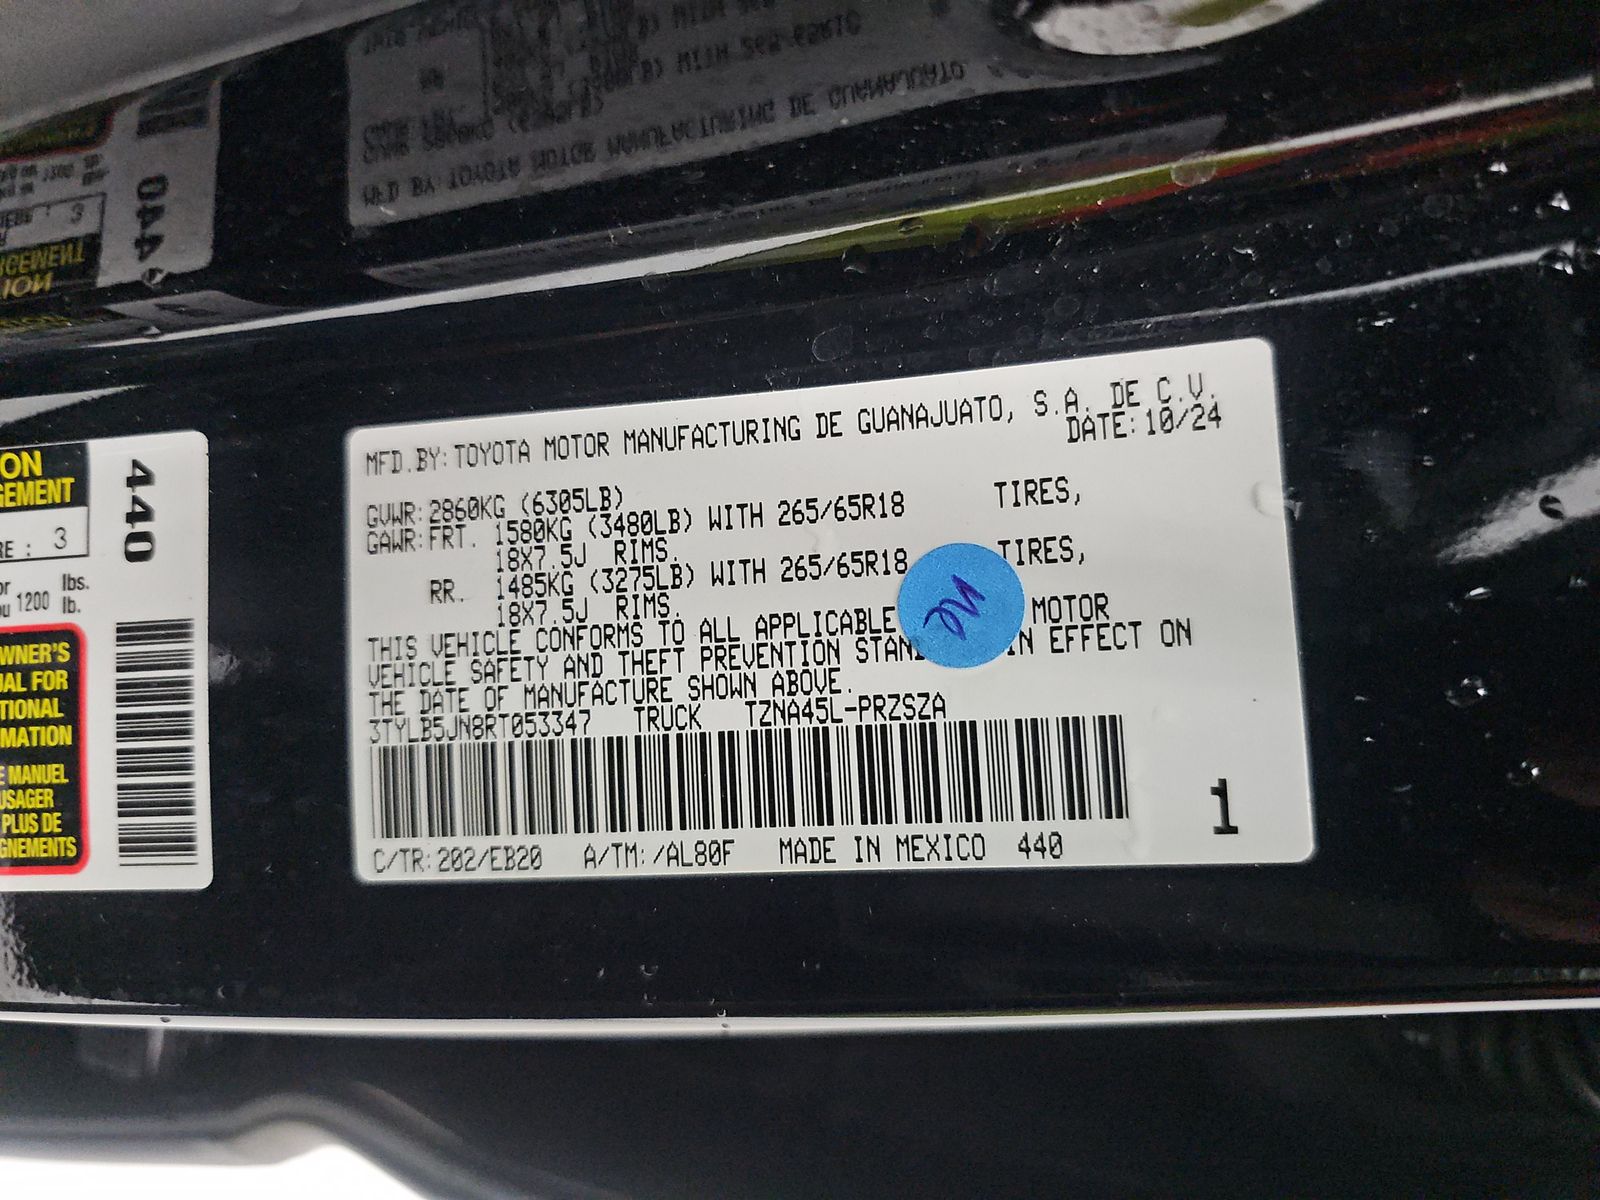 MFD.BY:TOYOTA MOTOR MANUFACTURING DE GUANAJUATO, S.A. DE C.V.
DATE:10/24
GVWR:2860KG (6305LB)
GAWR:FRT. 1580KG (3480LB) WITH 265/65R18 TIRES,
18X7.5J RIMS.
RR. 1485KG (3275LB) WITH 265/65R18 TIRES,
18X7.5J RIMS.
THIS VEHICLE CONFORMS TO ALL APPLICABLE MOTOR
VEHICLE SAFETY AND THEFT PREVENTION STAN IN EFFECT ON
THE DATE OF MANUFACTURE SHOWN ABOVE.
3TYLB5JN8RT053347 TRUCK TZNA45L-PRZSZA
1
C/TR:202/EB20 A/TM:/AL80F MADE IN MEXICO 440
ON
GEMENT
RE : 3
or lbs.
ou 1200 lb.
WNER'S
UAL FOR
TIONAL
MATION
E MANUEL
USAGER
PLUS DE
GNEMENTS
440